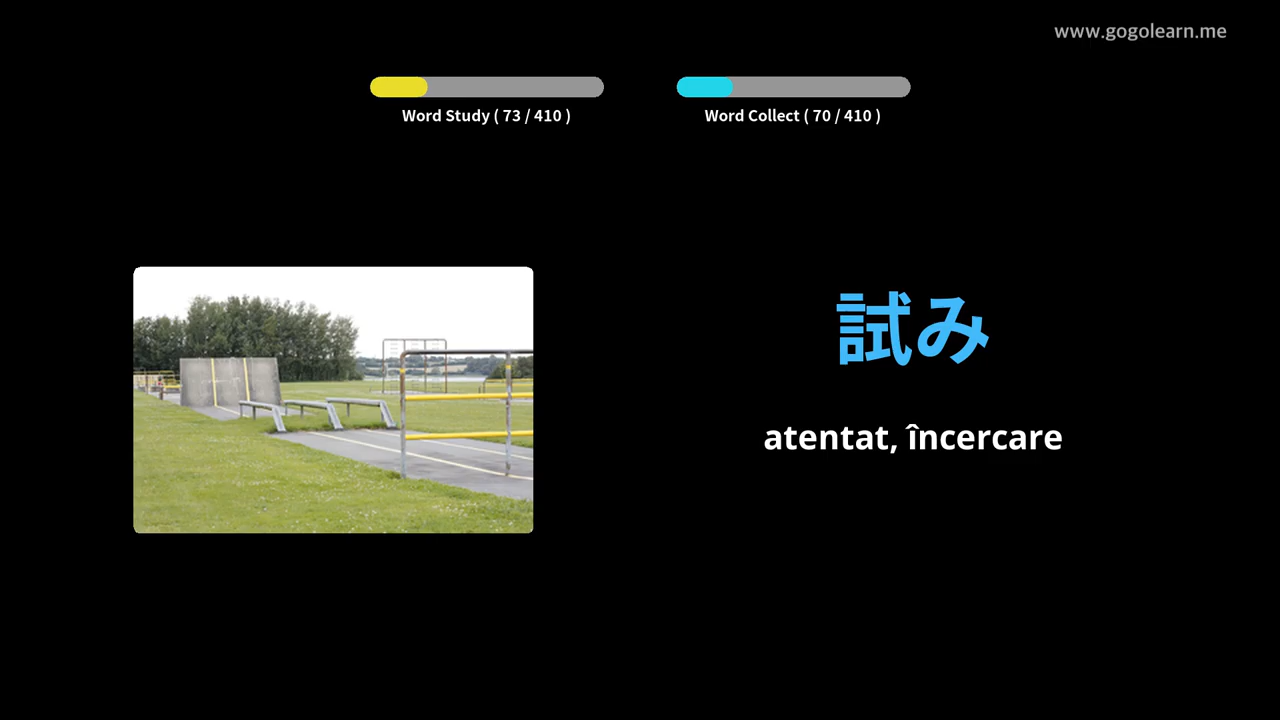 www.gogolearn.me
Word Study ( 73 / 410 )
Word Collect ( 70 / 410 )
試み
atentat, încercare